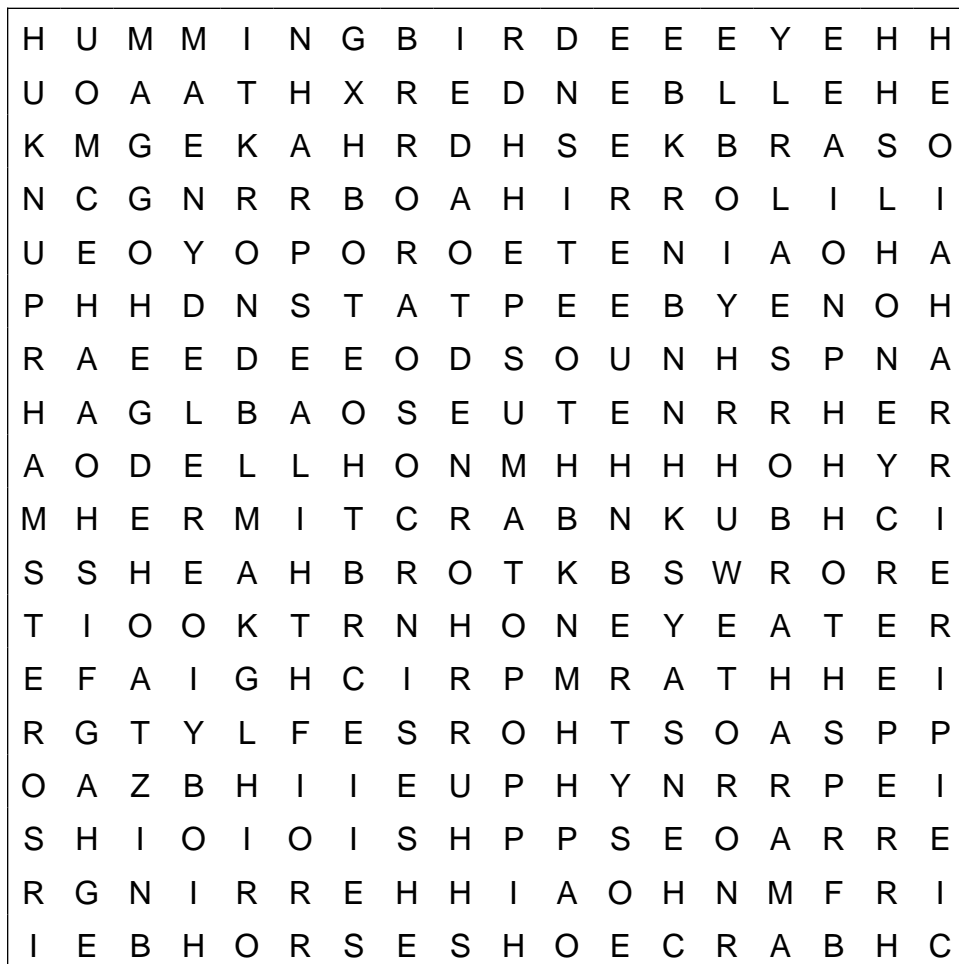 H U M M I N G B I R D E E E Y E H H
U O A A T H X R E D N E B L L E H E
K M G E K A H R D H S E K B R A S O
N C G N R R B O A H I R R O L I L I
U E O Y O P O R O E T E N I A O H A
P H H D N S T A T P E E B Y E N O H
R A E E D E E O D S O U N H S P N A
H A G L B A O S E U T E N R R H E R
A O D E L L H O N M H H H H O H Y R
M H E R M I T C R A B N K U B H C I
S S H E A H B R O T K B S W R O R E
T I O O K T R N H O N E Y E A T E R
E F A I G H C I R P M R A T H H E I
R G T Y L F E S R O H T S O A S P P
O A Z B H I I E U P H Y N R R P E I
S H I O I O I S H P P S E O A R R E
R G N I R R E H H I A O H N M F R I
I E B H O R S E S H O E C R A B H C